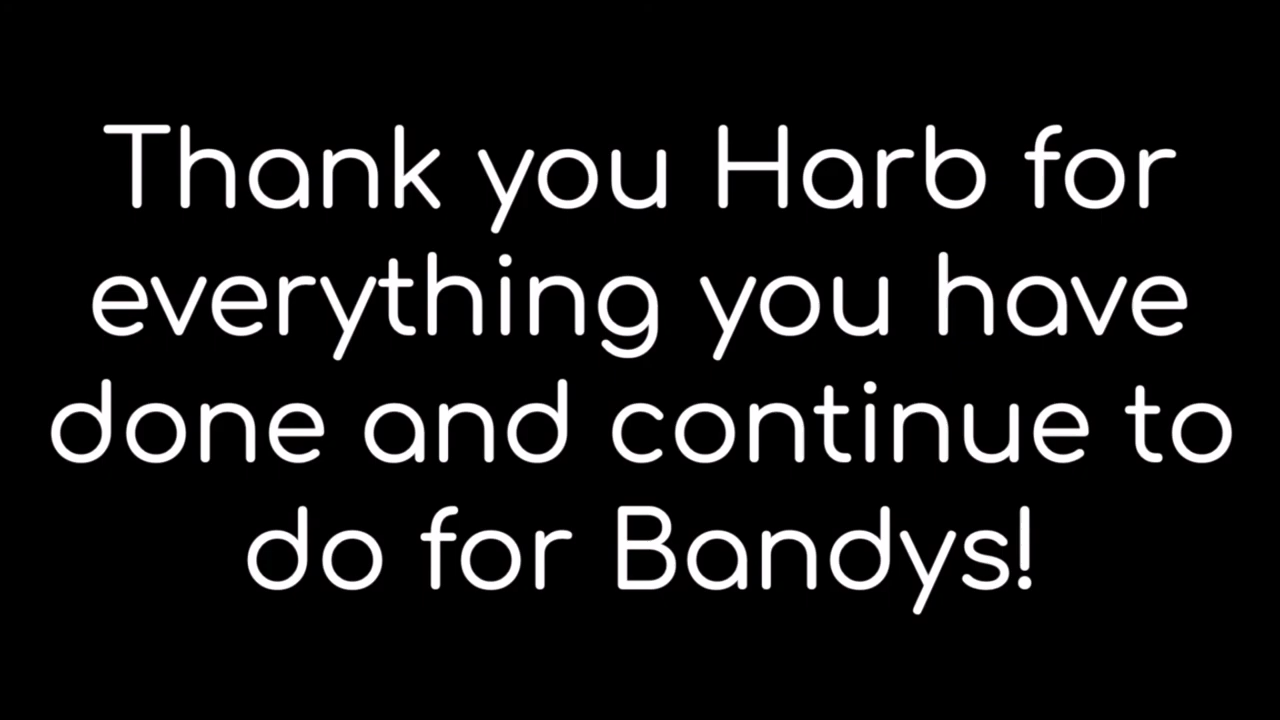 Thank you Harb for
everything you have
done and continue to
do for Bandys!